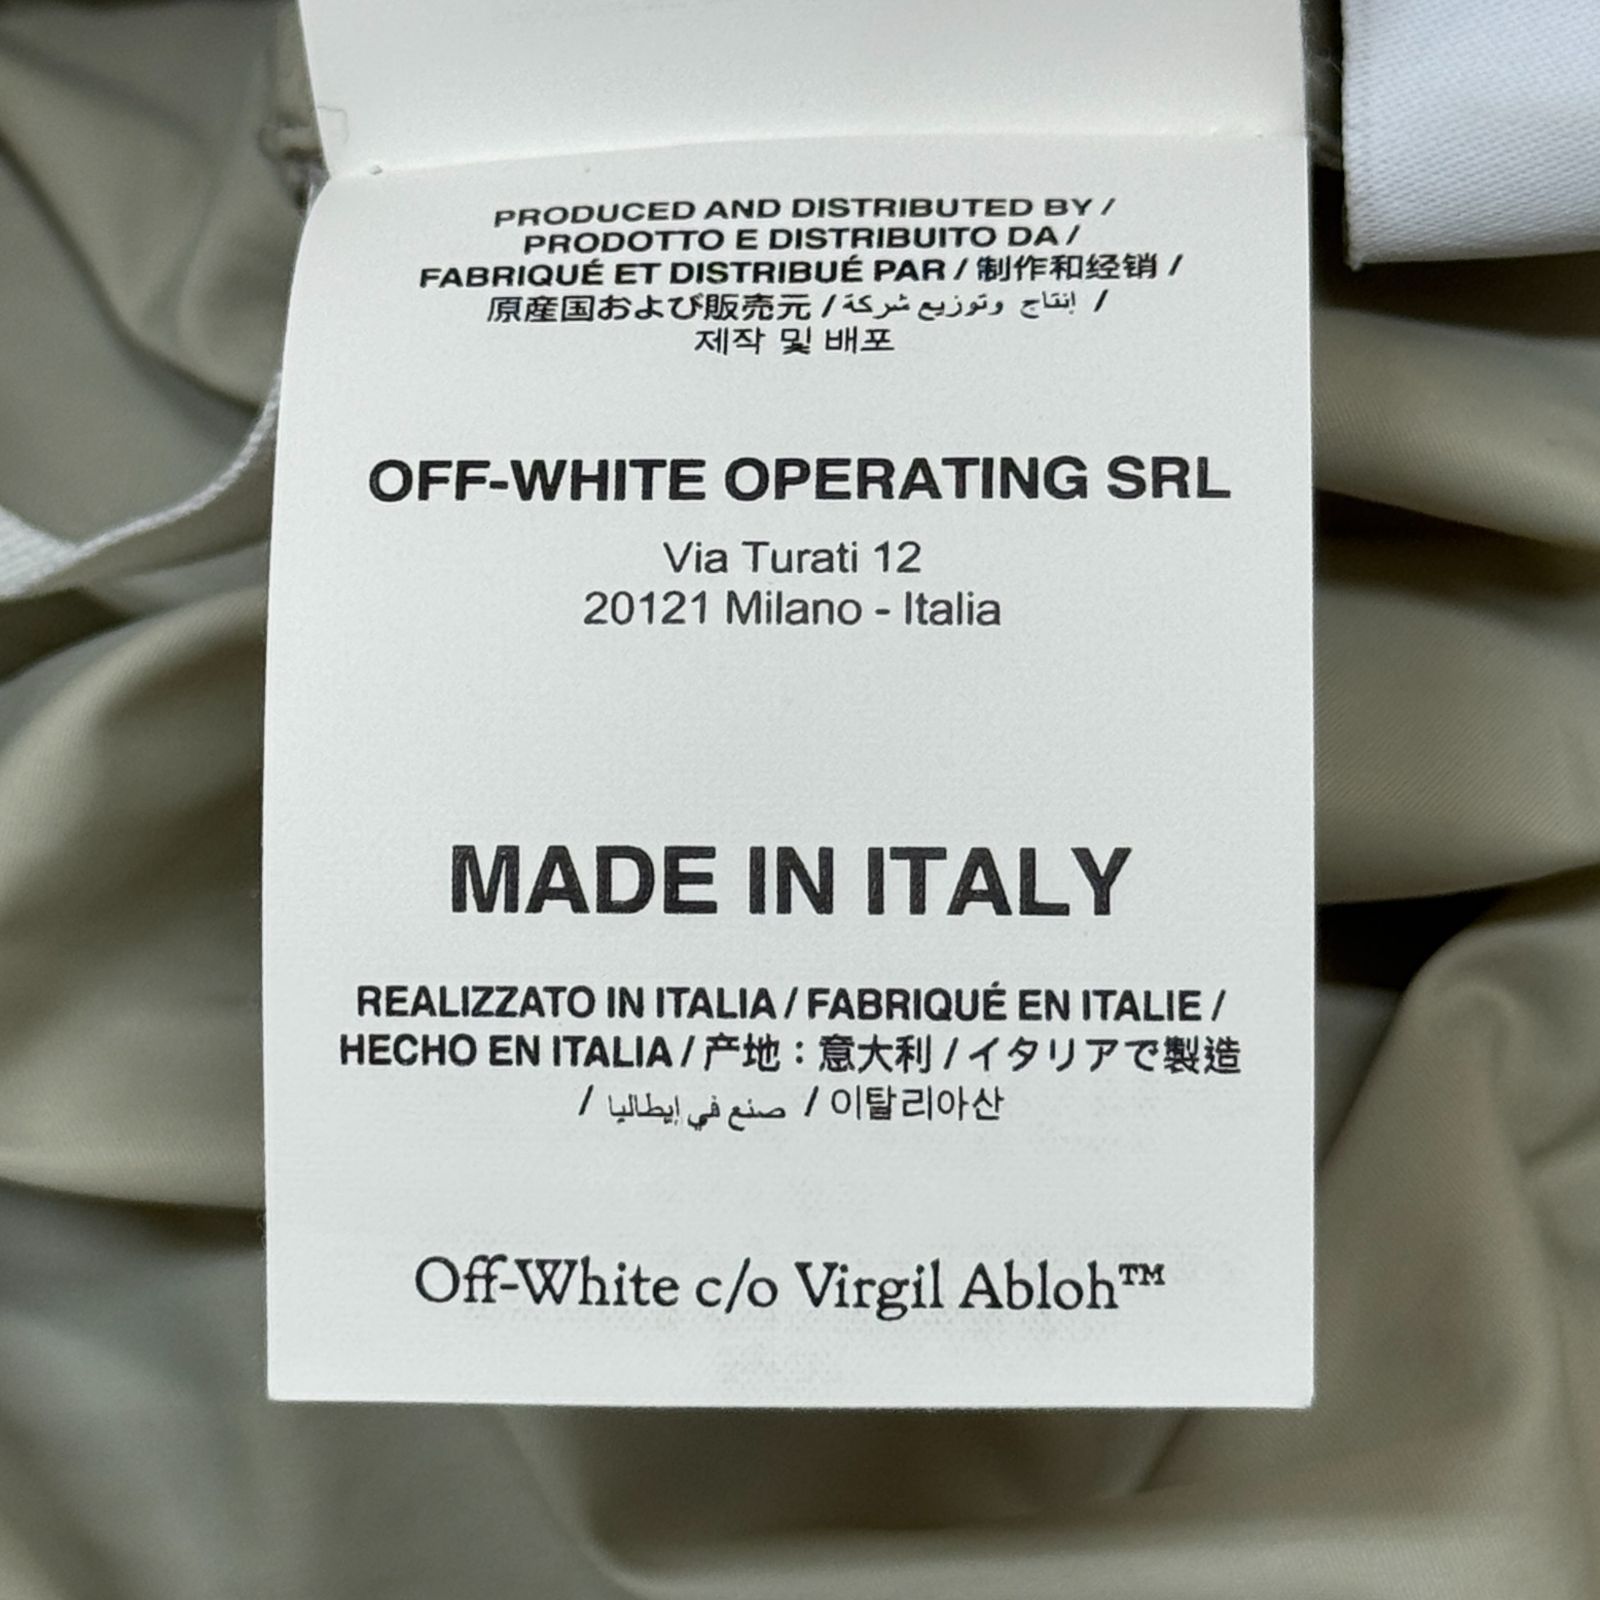 PRODUCED AND DISTRIBUTED BY /
PRODOTTO E DISTRIBUITO DA /
FABRIQUÉ ET DISTRIBUÉ PAR / 制作和经销 /
原産国および販売元 / إنتاج وتوزيع شركة /
제작 및 배포
OFF-WHITE OPERATING SRL
Via Turati 12
20121 Milano - Italia
MADE IN ITALY
REALIZZATO IN ITALIA / FABRIQUÉ EN ITALIE /
HECHO EN ITALIA / 产地：意大利 / イタリアで製造
/ صنع في إيطاليا / 이탈리아산
Off-White c/o Virgil Abloh™